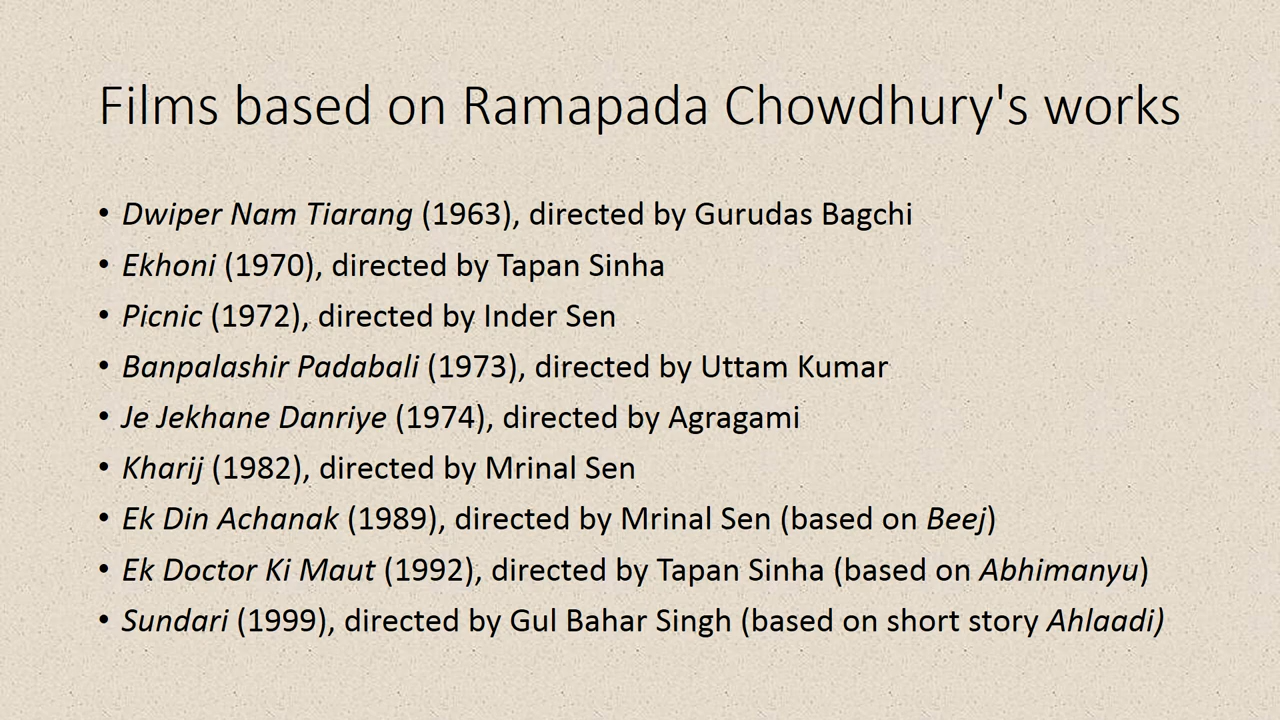 Films based on Ramapada Chowdhury's works
• Dwiper Nam Tiarang (1963), directed by Gurudas Bagchi
• Ekhoni (1970), directed by Tapan Sinha
• Picnic (1972), directed by Inder Sen
• Banpalashir Padabali (1973), directed by Uttam Kumar
• Je Jekhane Danriye (1974), directed by Agragami
• Kharij (1982), directed by Mrinal Sen
• Ek Din Achanak (1989), directed by Mrinal Sen (based on Beej)
• Ek Doctor Ki Maut (1992), directed by Tapan Sinha (based on Abhimanyu)
• Sundari (1999), directed by Gul Bahar Singh (based on short story Ahlaadi)